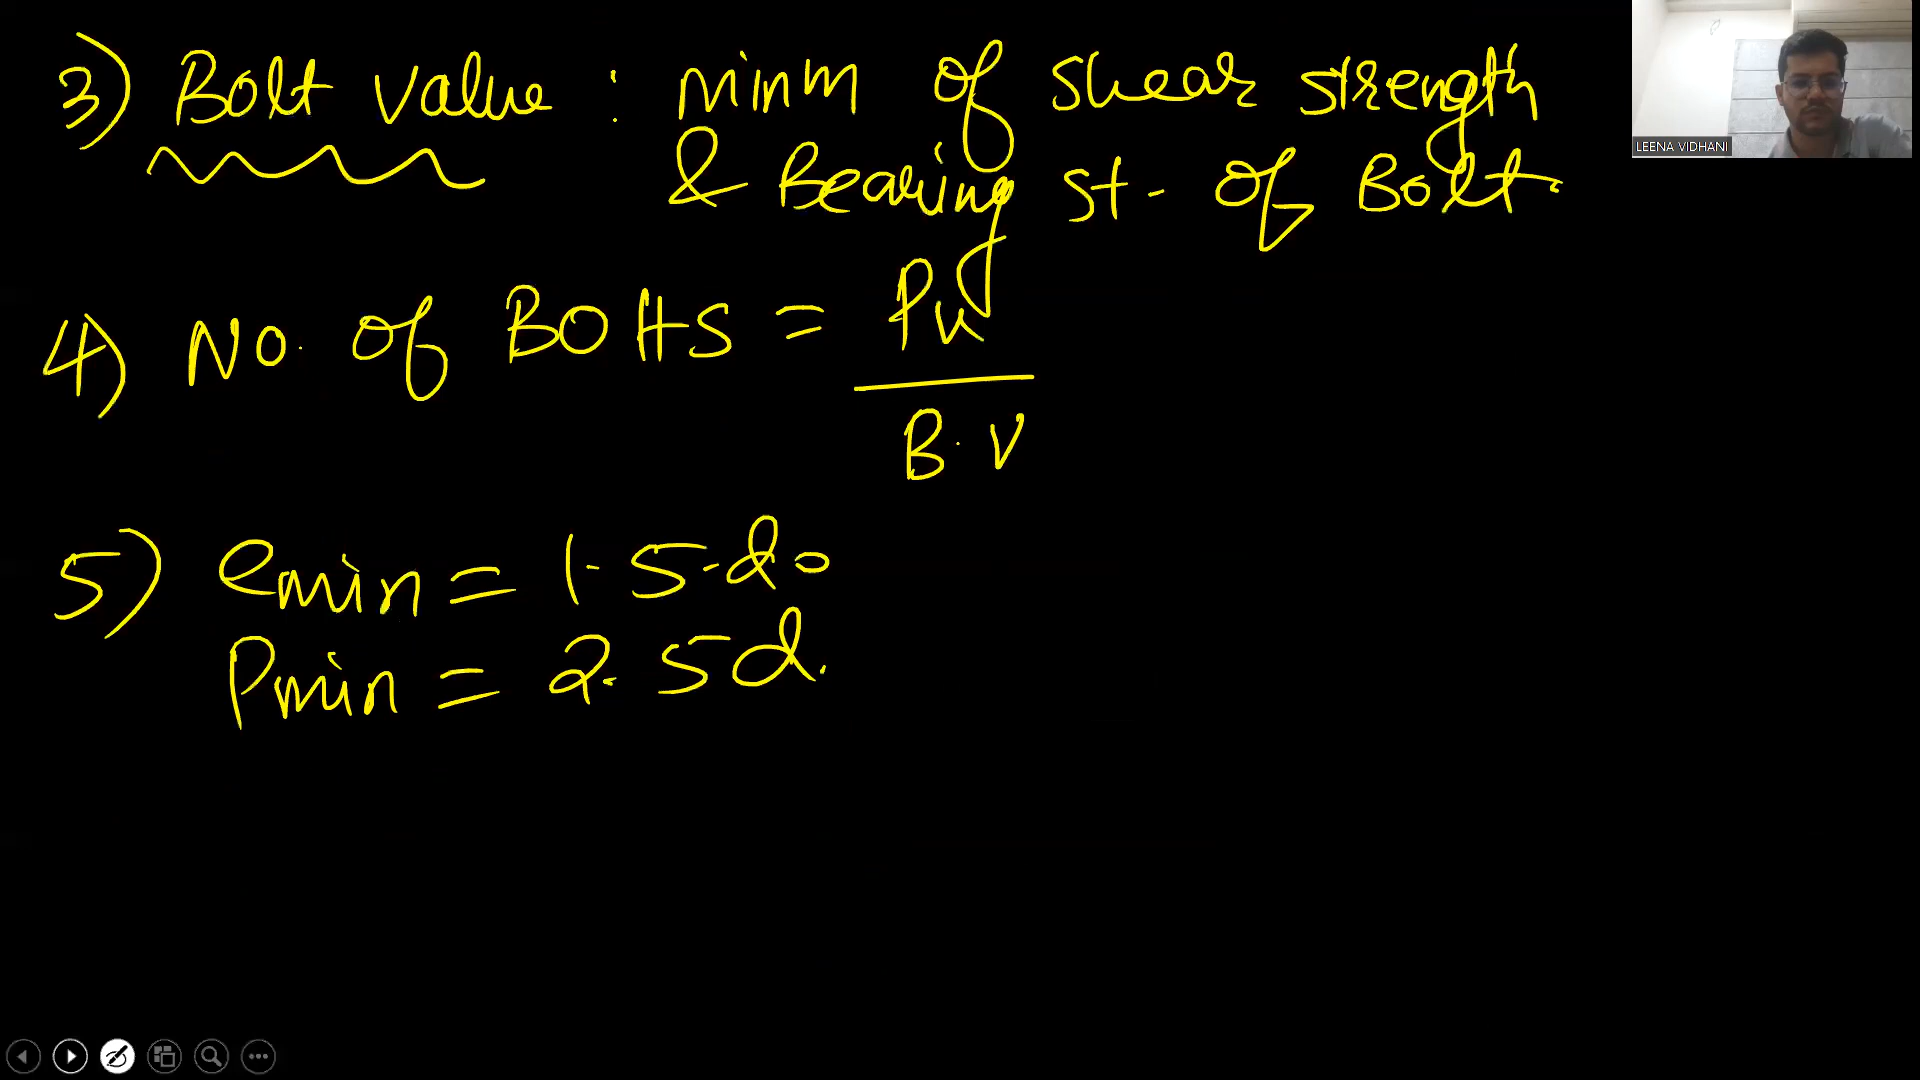 3) Bolt value : minm of shear strength
& Bearing st. of Bolt.
4) No. of Bolts = Pu
B.V
5) emin = 1.5.do
Pmin = 2.5d.
LEENA VIDHANI